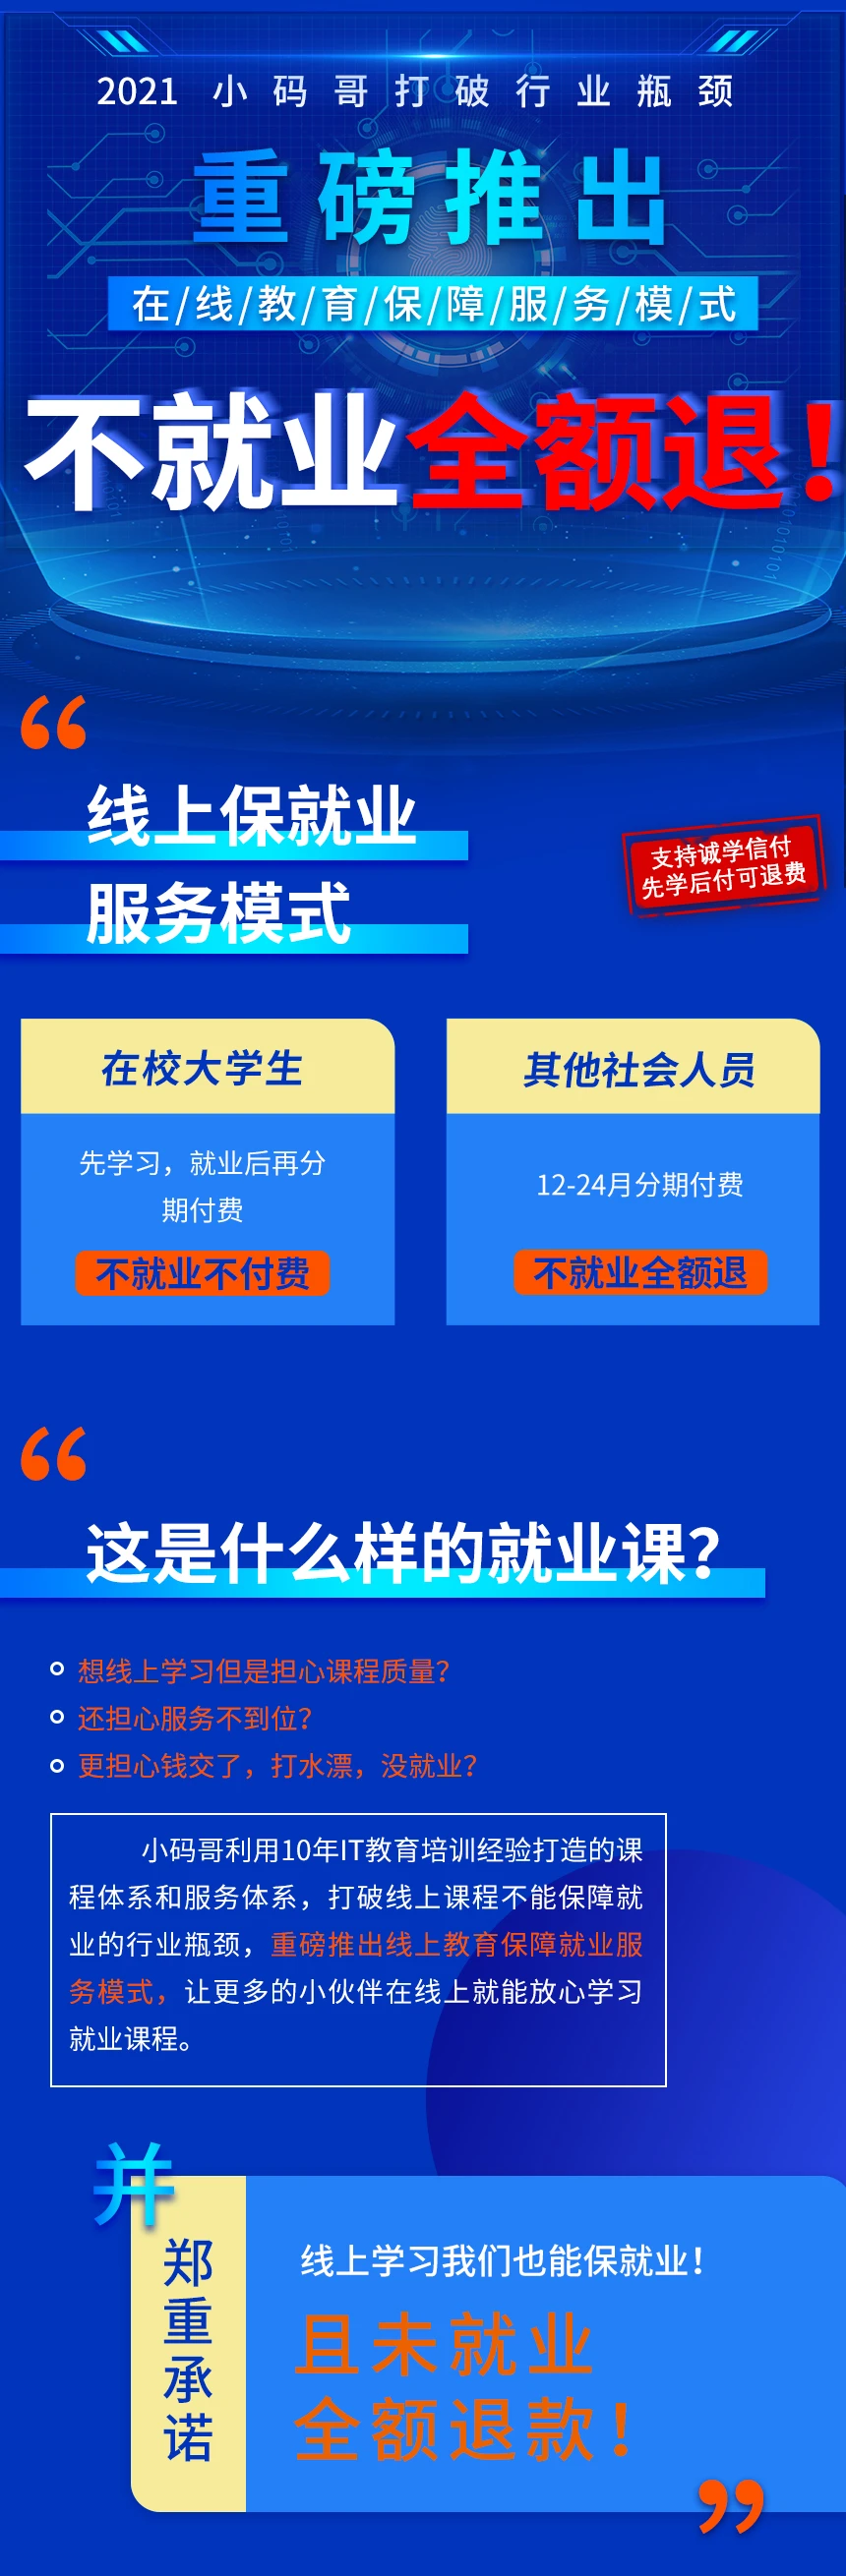 2021 小码哥打破行业瓶颈
重磅推出
在/线/教/育/保/障/服/务/模/式
不就业全额退！
“
线上保就业
服务模式
支持诚学信付
先学后付可退费
在校大学生
先学习，就业后再分
期付费
不就业不付费
其他社会人员
12-24月分期付费
不就业全额退
“
这是什么样的就业课？
想线上学习但是担心课程质量？
还担心服务不到位？
更担心钱交了，打水漂，没就业？
小码哥利用10年IT教育培训经验打造的课
程体系和服务体系，打破线上课程不能保障就
业的行业瓶颈，重磅推出线上教育保障就业服
务模式，让更多的小伙伴在线上就能放心学习
就业课程。
并
郑重承诺
线上学习我们也能保就业！
且未就业
全额退款！
”